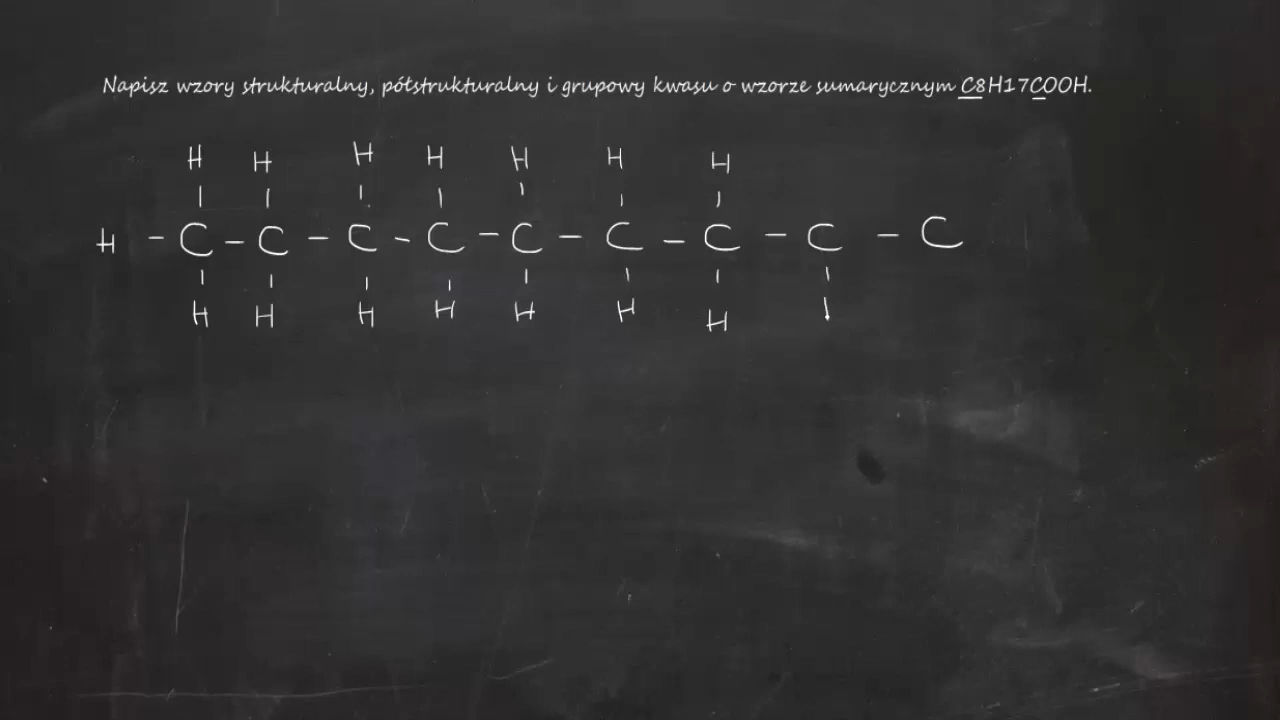 Napisz wzory strukturalny, półstrukturalny i grupowy kwasu o wzorze sumarycznym C8H17COOH.
H H H H H H H
H - C - C - C - C - C - C - C - C - C
H H H H H H H